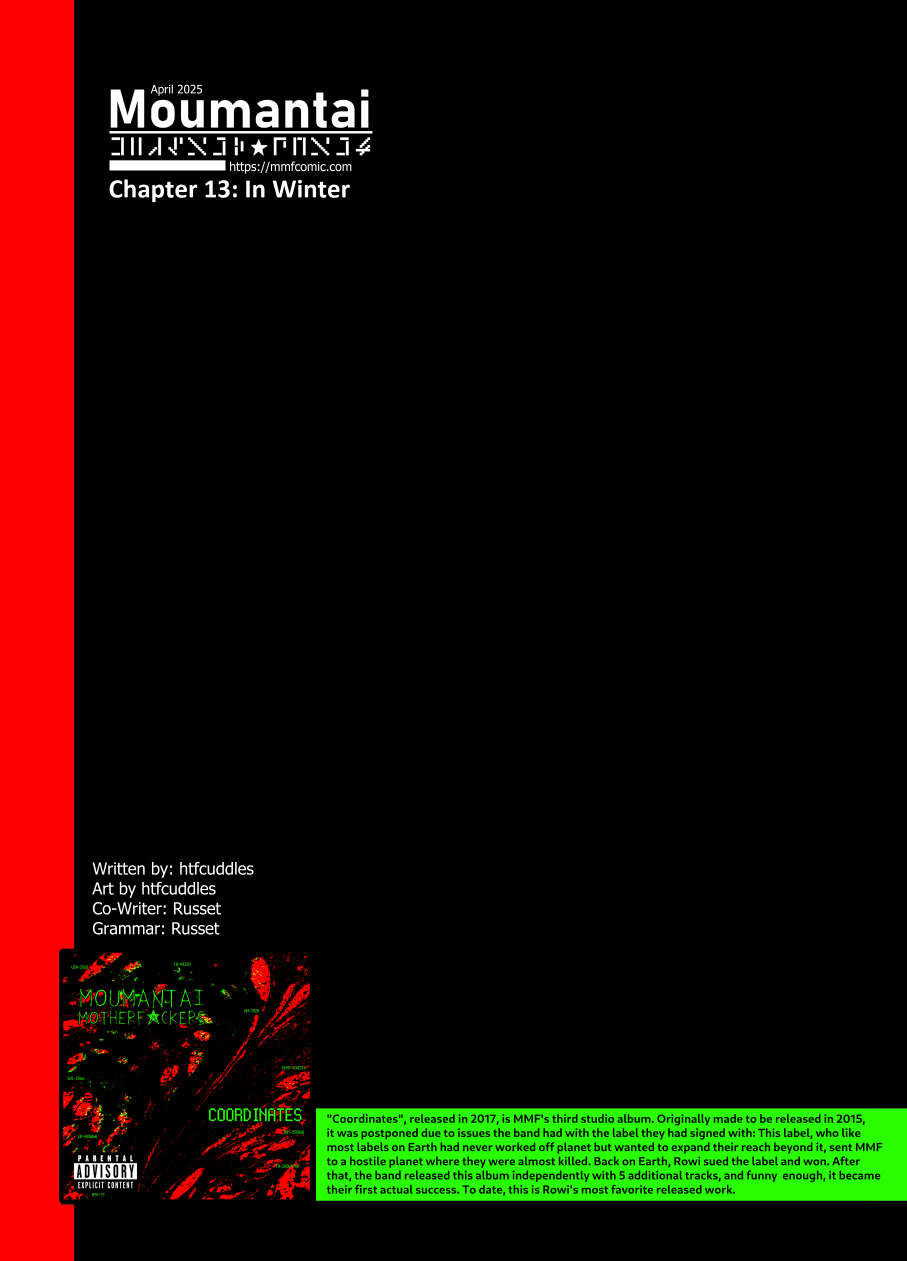 April 2025
Moumantai
https://mmfcomic.com
Chapter 13: In Winter
Written by: htfcuddles
Art by htfcuddles
Co-Writer: Russet
Grammar: Russet
MOUMANTAI
MOTHERF★CKERS
COORDINATES
PARENTAL
ADVISORY
EXPLICIT CONTENT
"Coordinates", released in 2017, is MMF's third studio album. Originally made to be released in 2015,
it was postponed due to issues the band had with the label they had signed with: This label, who like
most labels on Earth had never worked off planet but wanted to expand their reach beyond it, sent MMF
to a hostile planet where they were almost killed. Back on Earth, Rowi sued the label and won. After
that, the band released this album independently with 5 additional tracks, and funny  enough, it became
their first actual success. To date, this is Rowi's most favorite released work.